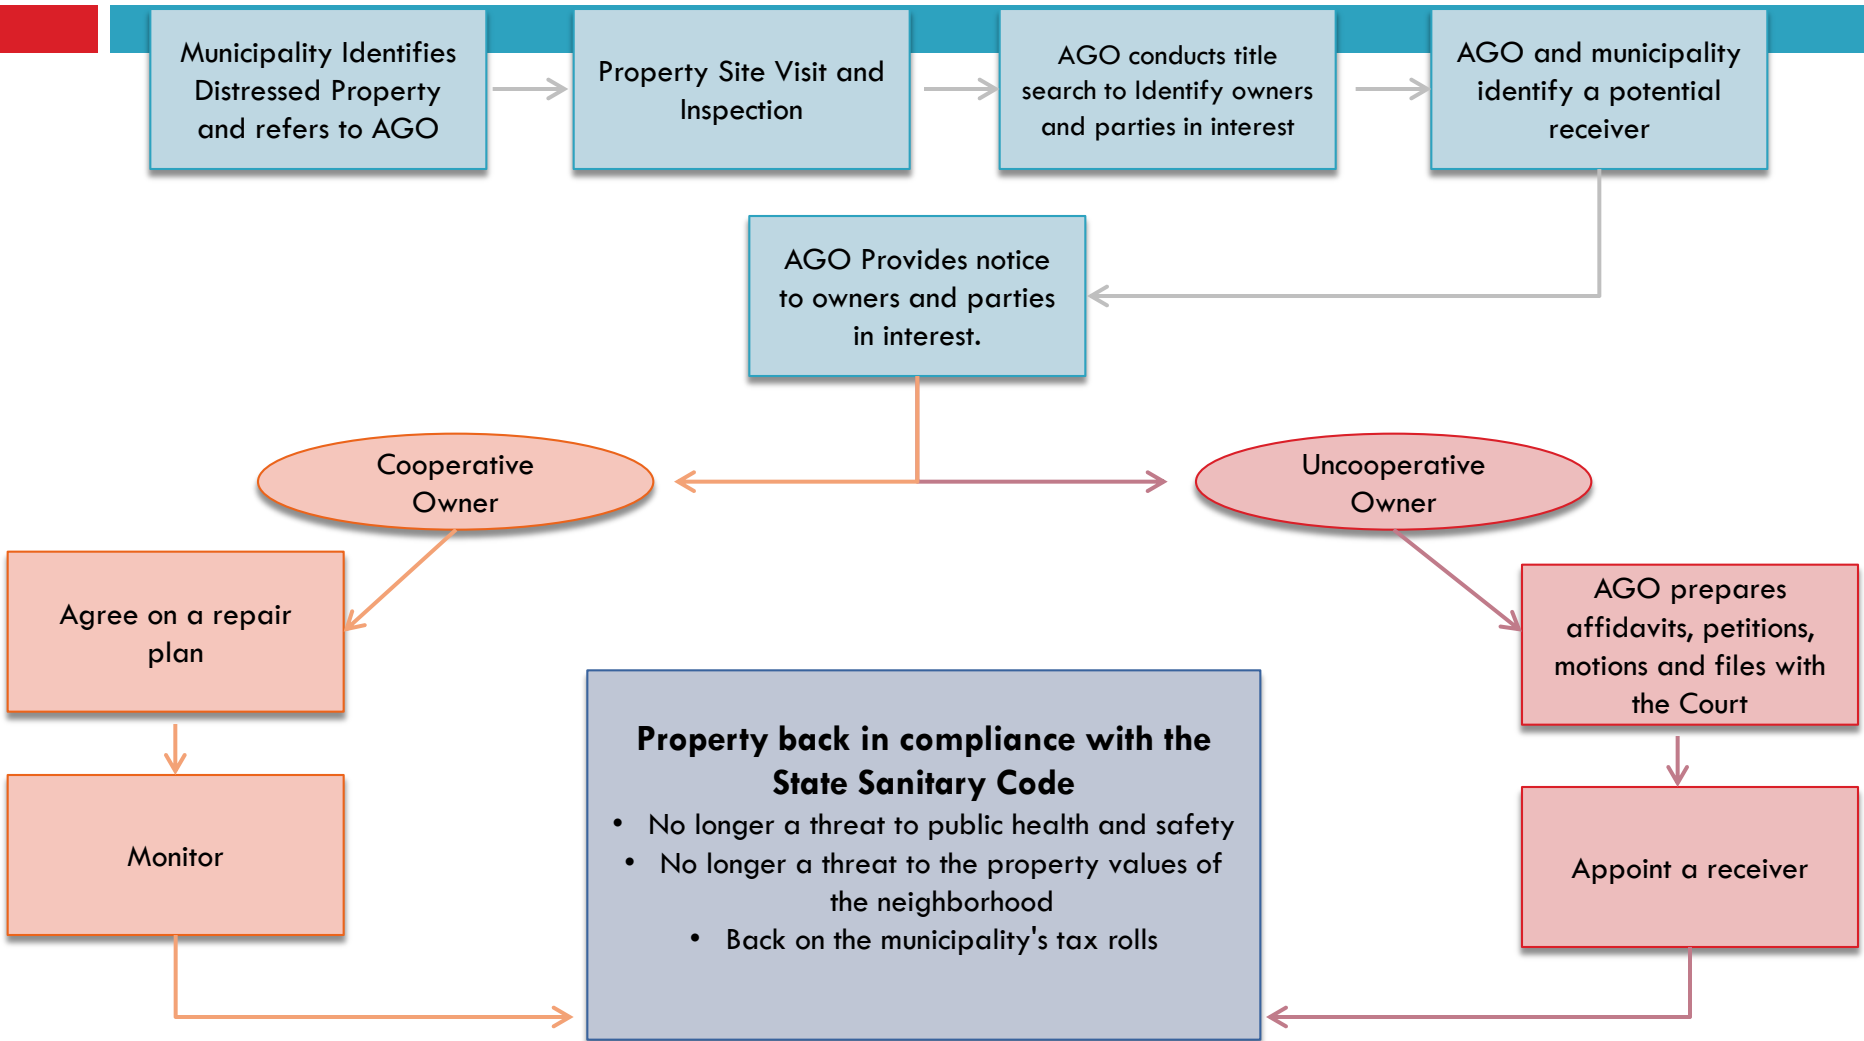 Municipality Identifies
Distressed Property
and refers to AGO
Property Site Visit and
Inspection
AGO conducts title
search to Identify owners
and parties in interest
AGO and municipality
identify a potential
receiver
AGO Provides notice
to owners and parties
in interest.
Cooperative
Owner
Uncooperative
Owner
Agree on a repair
plan
AGO prepares
affidavits, petitions,
motions and files with
the Court
Property back in compliance with the
State Sanitary Code
• No longer a threat to public health and safety
• No longer a threat to the property values of
the neighborhood
• Back on the municipality's tax rolls
Monitor
Appoint a receiver